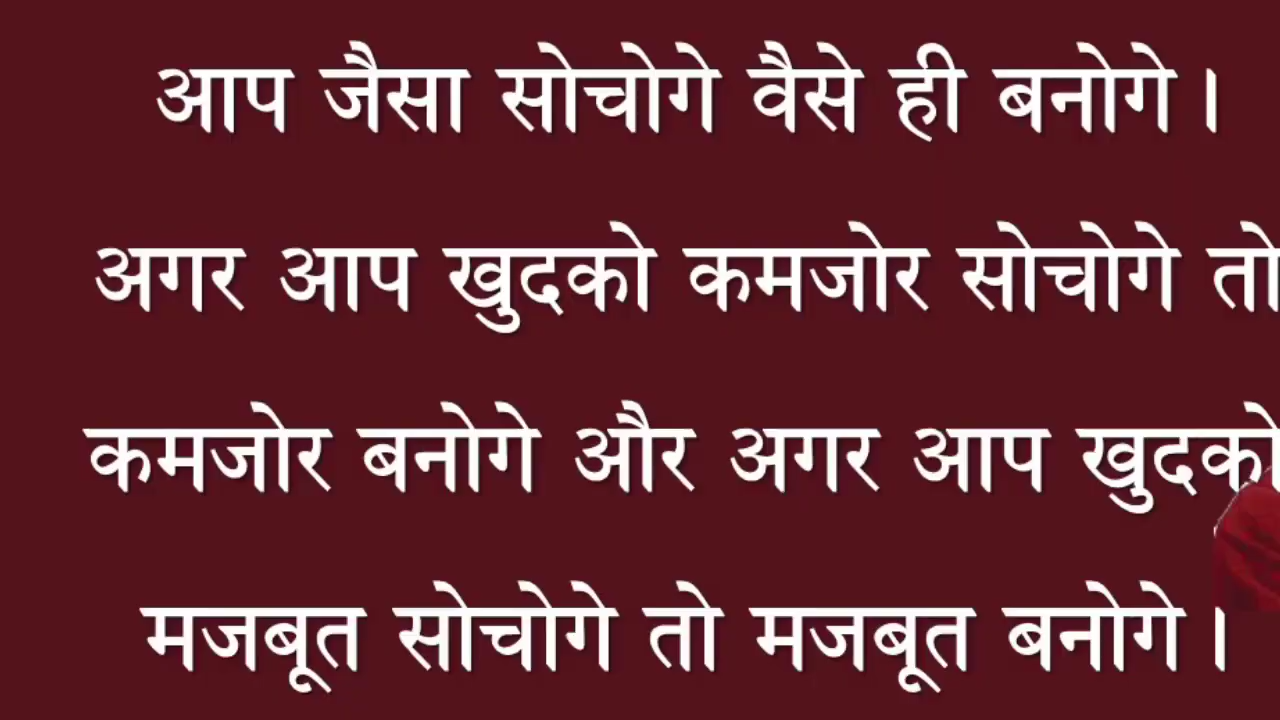 आप जैसा सोचोगे वैसे ही बनोगे।
अगर आप खुदको कमजोर सोचोगे तो
कमजोर बनोगे और अगर आप खुदको
मजबूत सोचोगे तो मजबूत बनोगे।